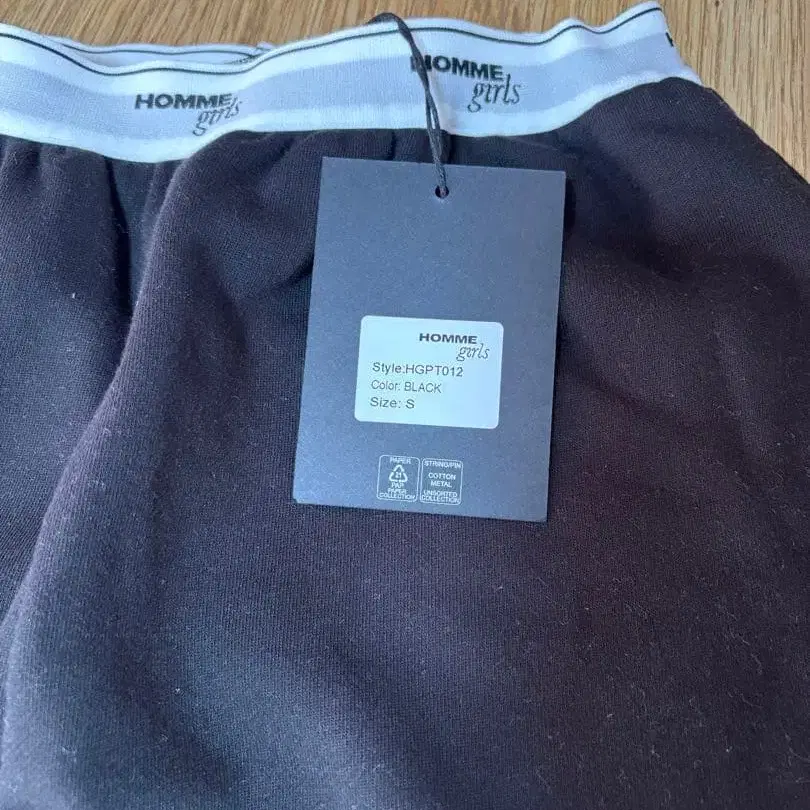 HOMME
girls
HOMME
girls
HOMME
girls
Style:HGPT012
Color: BLACK
Size: S
PAPER
21
PAP
PAPER
COLLECTION
STRING/PIN
COTTON
METAL
UNSORTED
COLLECTION